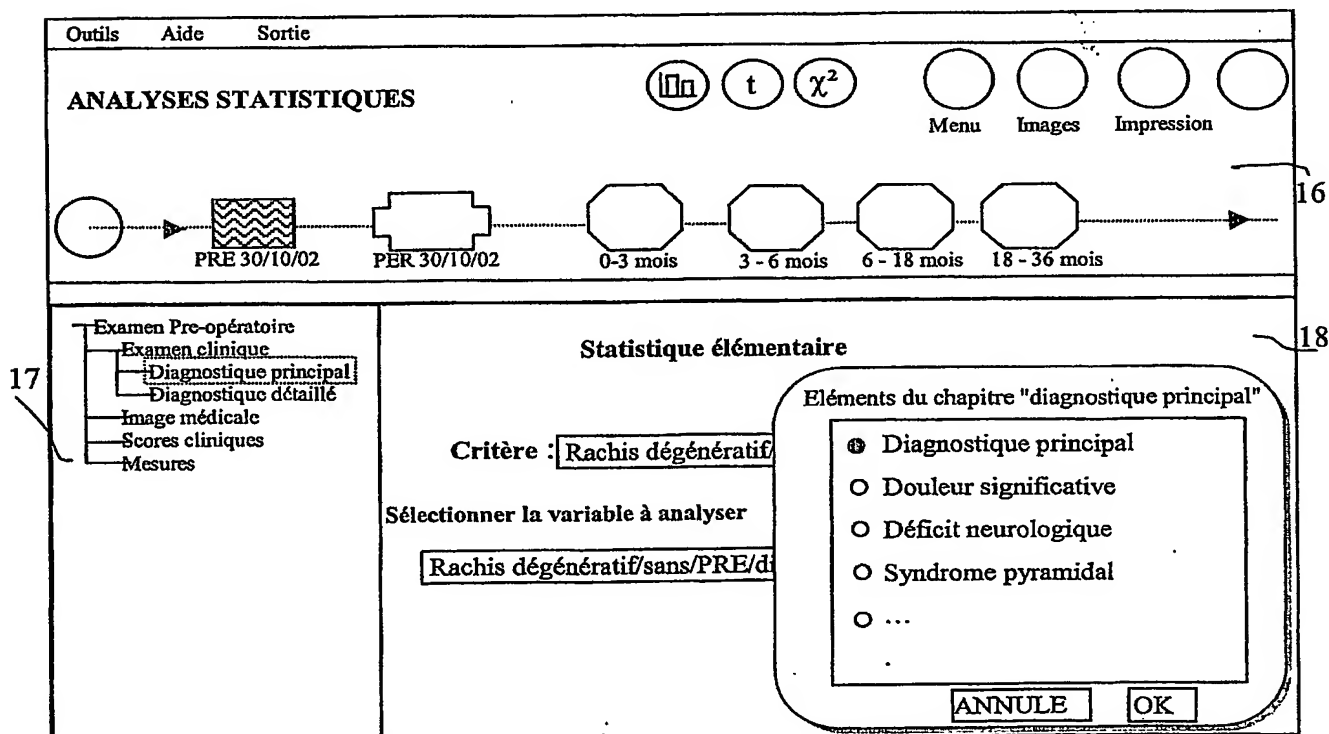 Outils Aide Sortie
ANALYSES STATISTIQUES
t χ²
Menu Images Impression
16
PRE 30/10/02 PER 30/10/02 0-3 mois 3 - 6 mois 6 - 18 mois 18 - 36 mois
17
Examen Pre-opératoire
Examen clinique
Diagnostique principal
Diagnostique détaillé
Image médicale
Scores cliniques
Mesures
18
Statistique élémentaire
Critère : Rachis dégénératif/
Sélectionner la variable à analyser
Rachis dégénératif/sans/PRE/di
Eléments du chapitre "diagnostique principal"
Diagnostique principal
Douleur significative
Déficit neurologique
Syndrome pyramidal
...
ANNULE OK